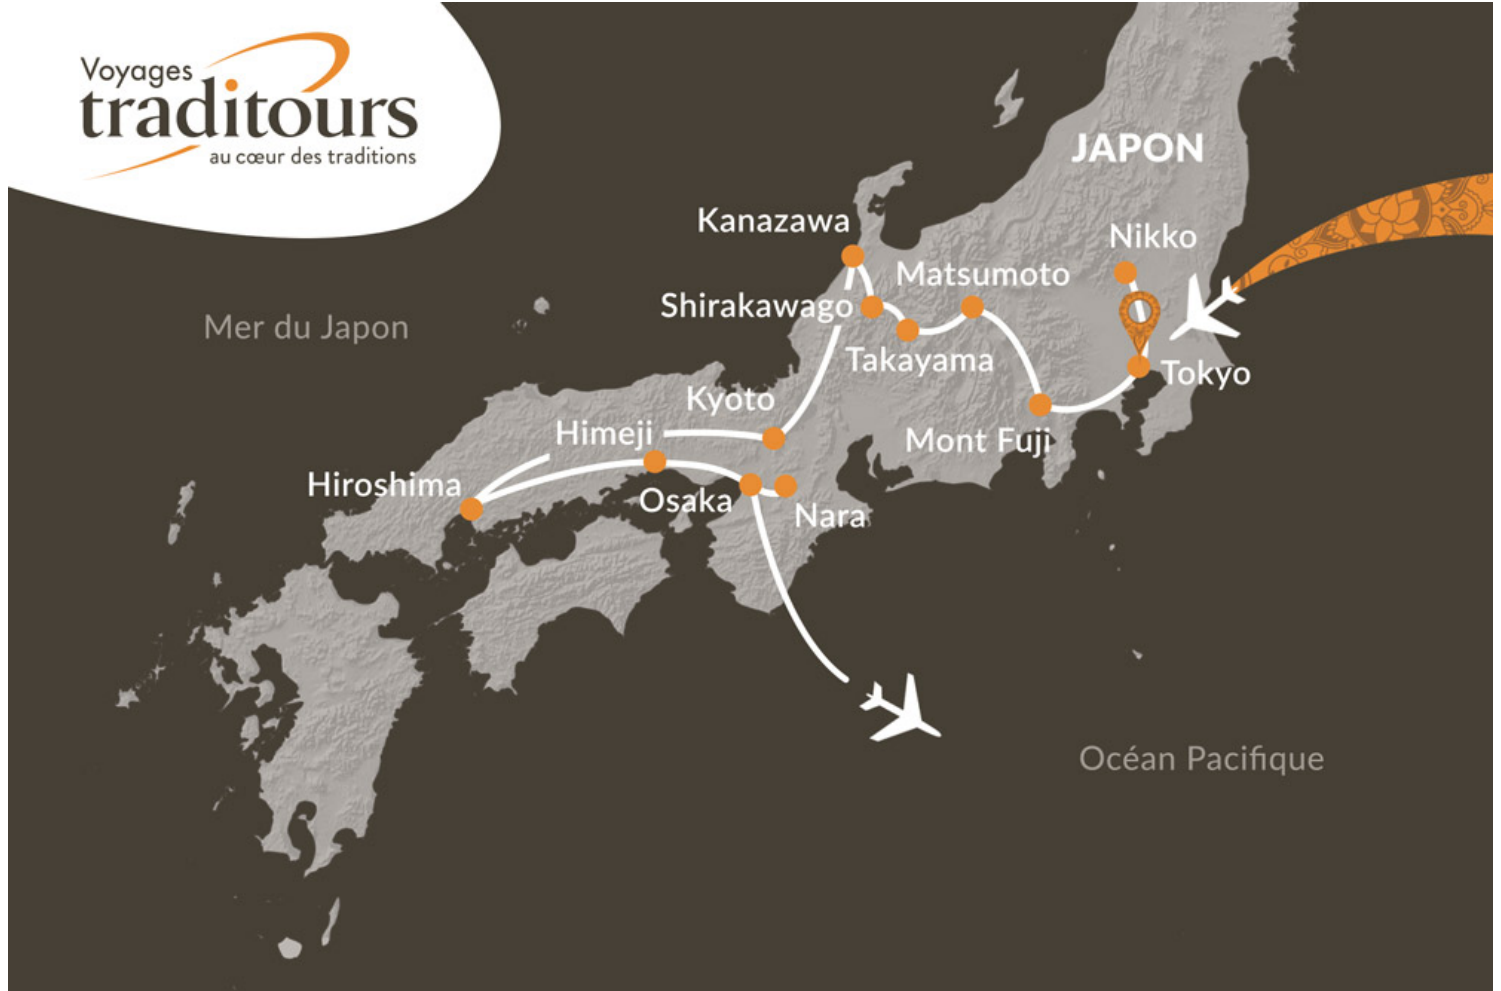 Voyages
traditours
au cœur des traditions
JAPON
Kanazawa
Nikko
Matsumoto
Shirakawago
Mer du Japon
Takayama
Tokyo
Kyoto
Himeji
Mont Fuji
Hiroshima
Osaka
Nara
Océan Pacifique